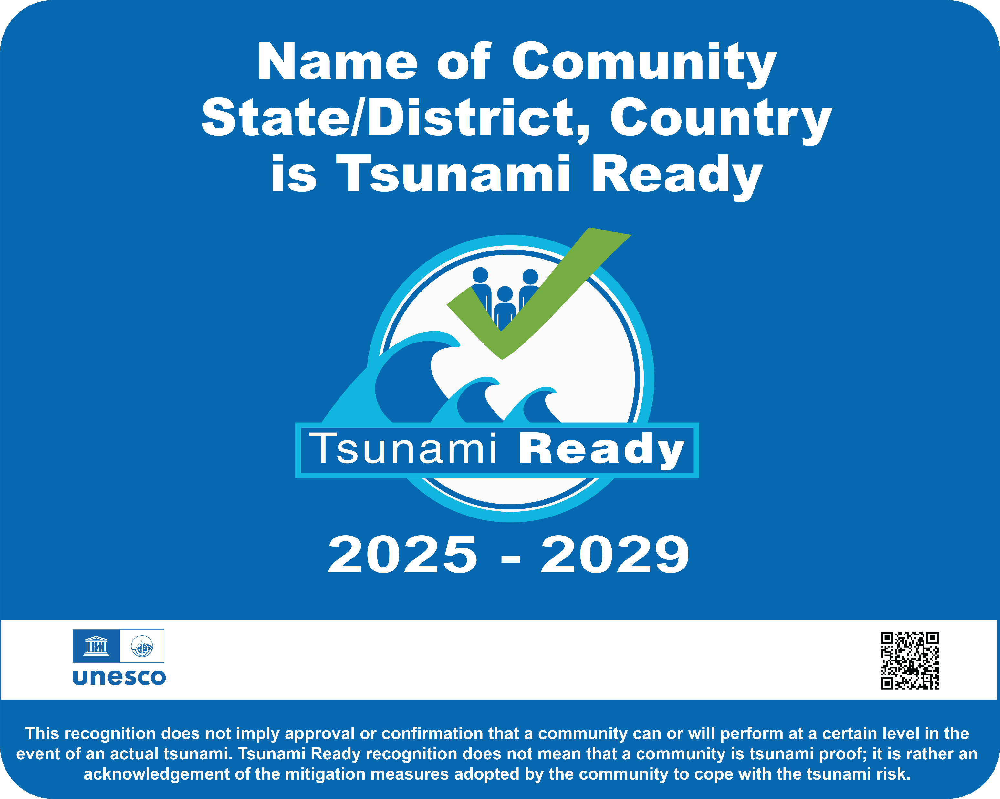 Name of Comunity
State/District, Country
is Tsunami Ready
Tsunami Ready
2025 - 2029
UNESCO
unesco
This recognition does not imply approval or confirmation that a community can or will perform at a certain level in the
event of an actual tsunami. Tsunami Ready recognition does not mean that a community is tsunami proof; it is rather an
acknowledgement of the mitigation measures adopted by the community to cope with the tsunami risk.